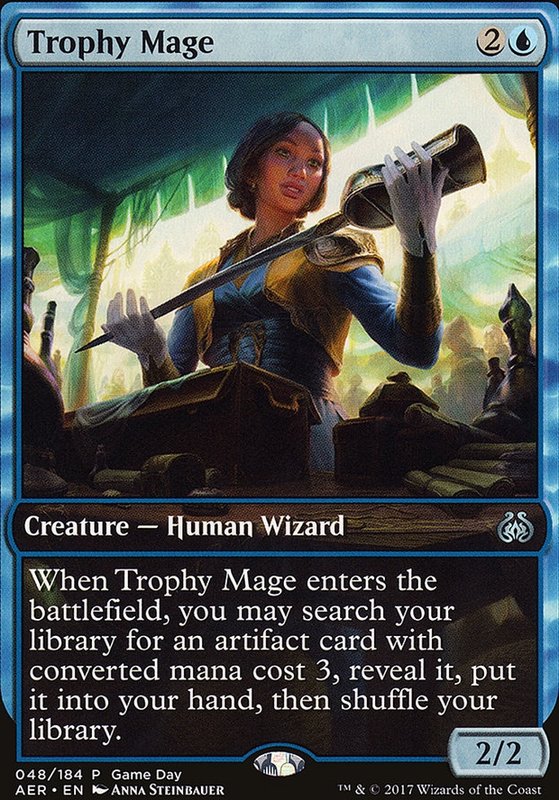 Trophy Mage 2
Creature — Human Wizard
When Trophy Mage enters the
battlefield, you may search your
library for an artifact card with
converted mana cost 3, reveal it, put
it into your hand, then shuffle your
library.
2/2
048/184 P Game Day
AER • EN Anna Steinbauer
™ & © 2017 Wizards of the Coast